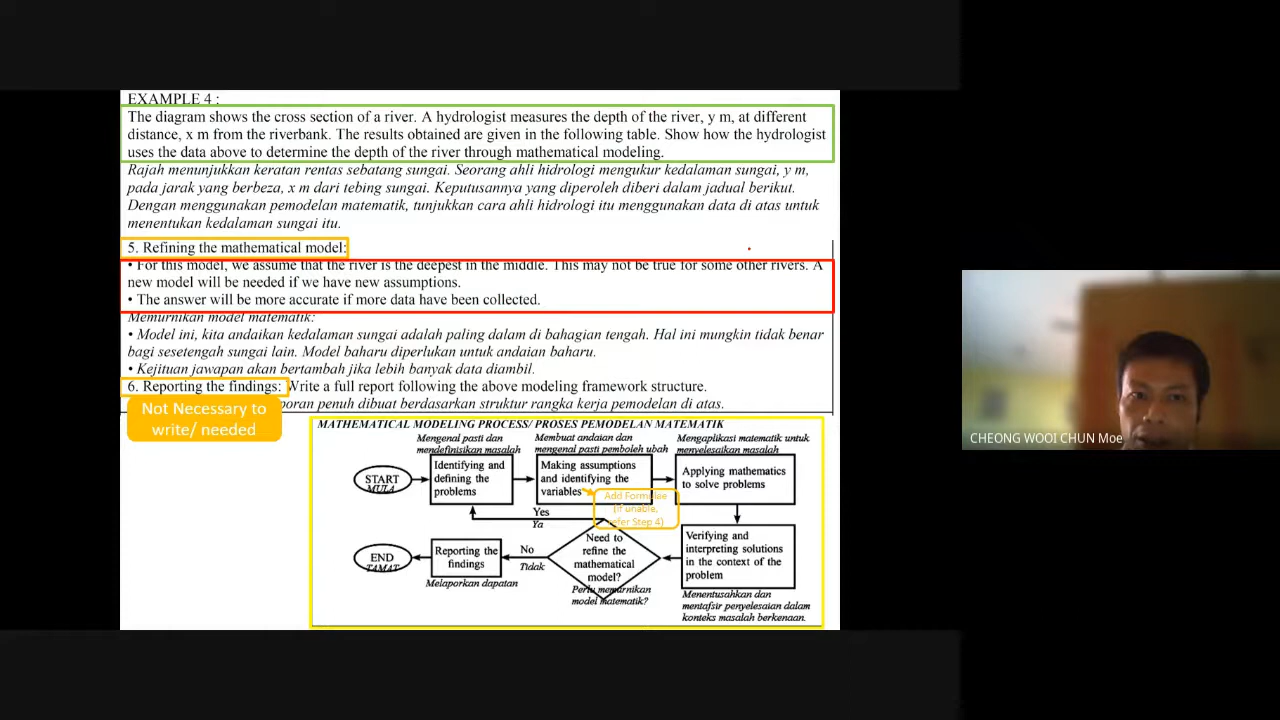 EXAMPLE 4 :
The diagram shows the cross section of a river. A hydrologist measures the depth of the river, y m, at different
distance, x m from the riverbank. The results obtained are given in the following table. Show how the hydrologist
uses the data above to determine the depth of the river through mathematical modeling.
Rajah menunjukkan keratan rentas sebatang sungai. Seorang ahli hidrologi mengukur kedalaman sungai, y m,
pada jarak yang berbeza, x m dari tebing sungai. Keputusannya yang diperoleh diberi dalam jadual berikut.
Dengan menggunakan pemodelan matematik, tunjukkan cara ahli hidrologi itu menggunakan data di atas untuk
menentukan kedalaman sungai itu.
5. Refining the mathematical model:
• For this model, we assume that the river is the deepest in the middle. This may not be true for some other rivers. A
new model will be needed if we have new assumptions.
• The answer will be more accurate if more data have been collected.
Memurnikan model matematik:
• Model ini, kita andaikan kedalaman sungai adalah paling dalam di bahagian tengah. Hal ini mungkin tidak benar
bagi sesetengah sungai lain. Model baharu diperlukan untuk andaian baharu.
• Kejituan jawapan akan bertambah jika lebih banyak data diambil.
6. Reporting the findings: Write a full report following the above modeling framework structure.
poran penuh dibuat berdasarkan struktur rangka kerja pemodelan di atas.
Not Necessary to
write/ needed
MATHEMATICAL MODELING PROCESS/ PROSES PEMODELAN MATEMATIK
Mengenal pasti dan
mendefinisikan masalah
Membuat andaian dan
mengenal pasti pemboleh ubah
Mengaplikasi matematik untuk
menyelesaikan masalah
START
MULA
Identifying and
defining the
problems
Making assumptions
and identifying the
variables
Applying mathematics
to solve problems
Add Formulae
(If unable,
refer Step 4)
Yes
Ya
END
TAMAT
Reporting the
findings
Melaporkan dapatan
No
Tidak
Need to
refine the
mathematical
model?
Perlu memurnikan
model matematik?
Verifying and
interpreting solutions
in the context of the
problem
Menentusahkan dan
mentafsir penyelesaian dalam
konteks masalah berkenaan.
CHEONG WOOI CHUN Moe